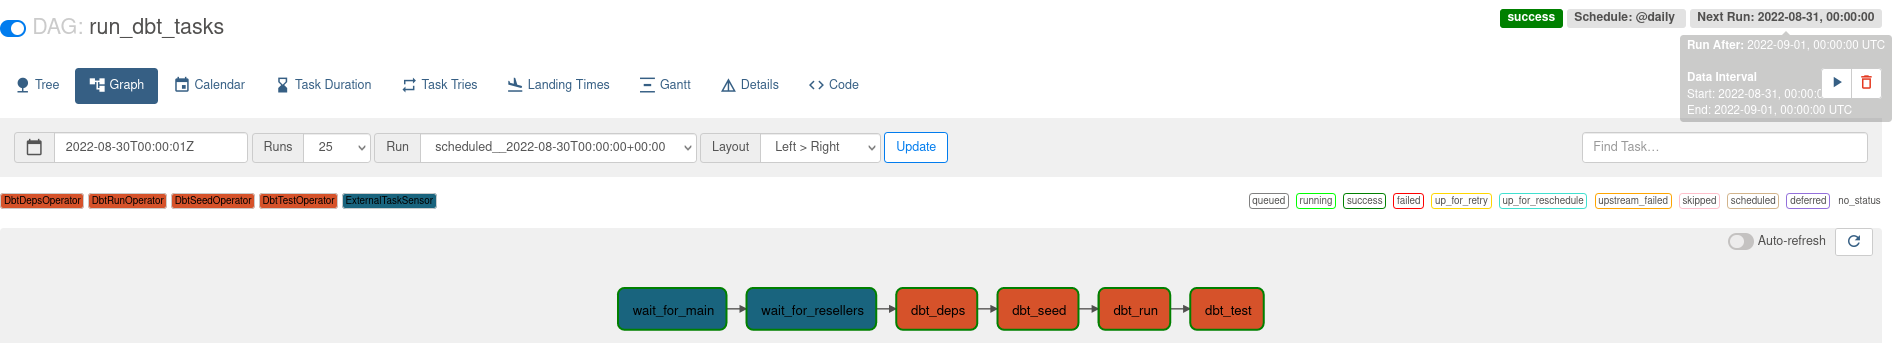 DAG: run_dbt_tasks
success Schedule: @daily Next Run: 2022-08-31, 00:00:00
Run After: 2022-09-01, 00:00:00 UTC
Data Interval
Start: 2022-08-31, 00:00:
End: 2022-09-01, 00:00:00 UTC
Tree Graph Calendar Task Duration Task Tries Landing Times Gantt Details Code
2022-08-30T00:00:01Z Runs 25 Run scheduled__2022-08-30T00:00:00+00:00 Layout Left > Right Update Find Task...
DbtDepsOperator DbtRunOperator DbtSeedOperator DbtTestOperator ExternalTaskSensor
queued running success failed up_for_retry up_for_reschedule upstream_failed skipped scheduled deferred no_status
Auto-refresh
wait_for_main wait_for_resellers dbt_deps dbt_seed dbt_run dbt_test